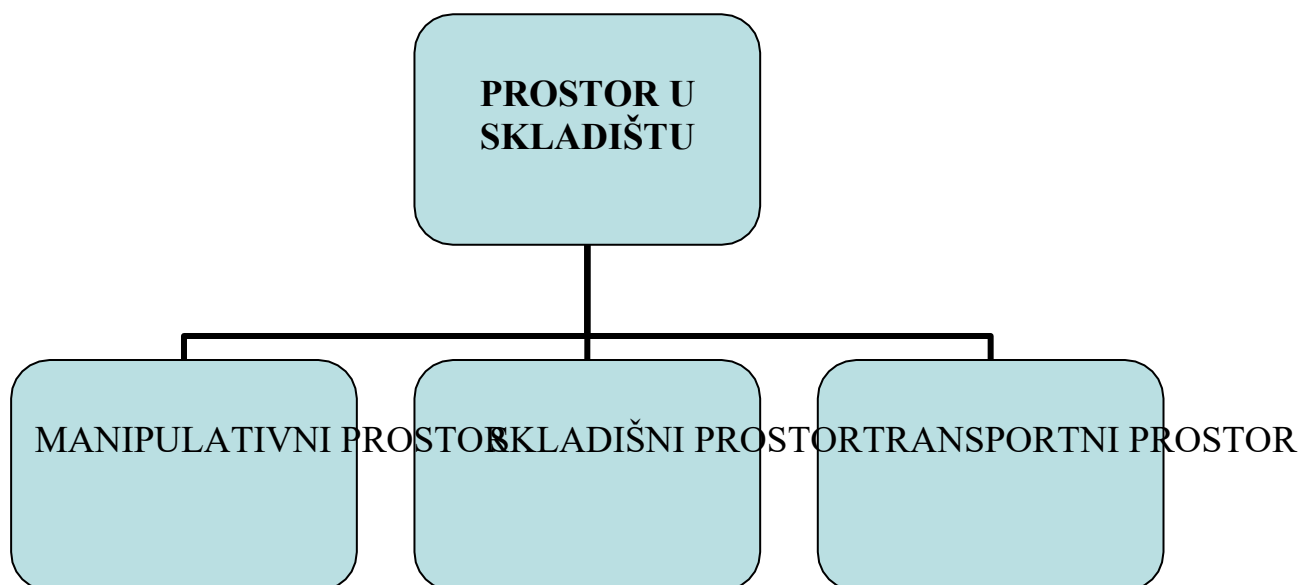 PROSTOR U
SKLADIŠTU
MANIPULATIVNI PROSTOR
SKLADIŠNI PROSTOR
TRANSPORTNI PROSTOR